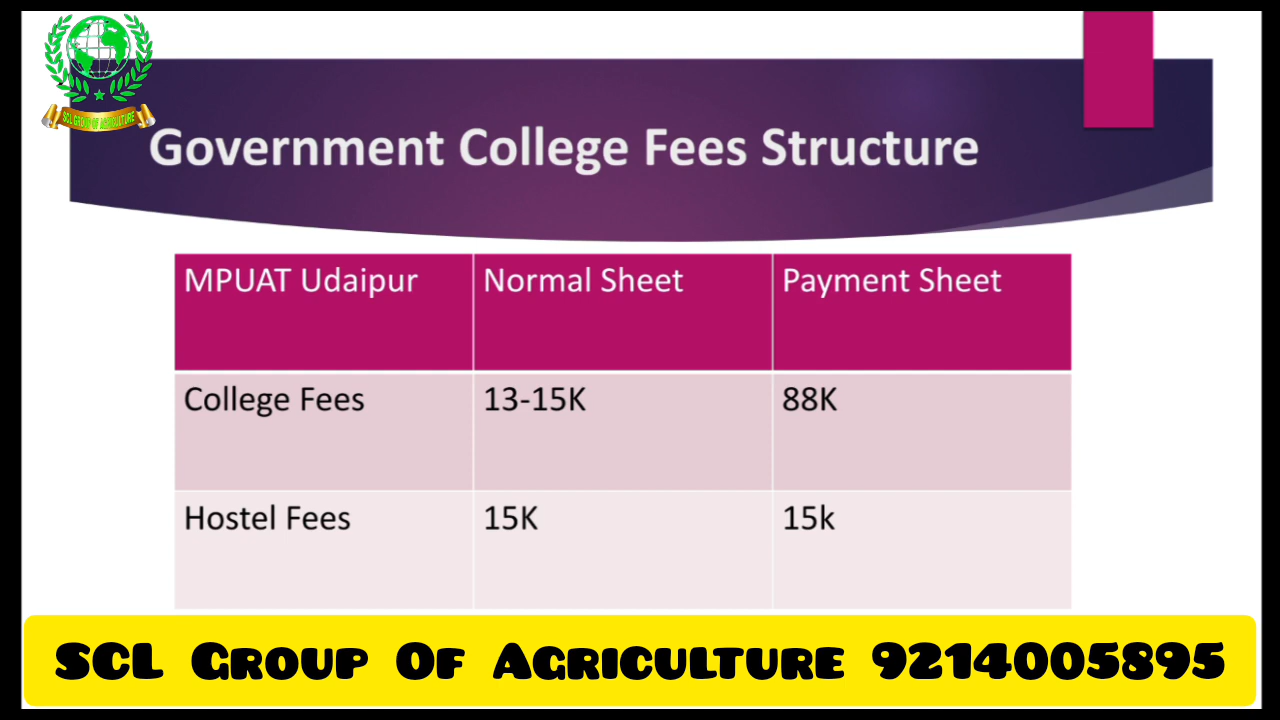 SCL GROUP OF AGRICULTURE
Government College Fees Structure
MPUAT Udaipur Normal Sheet Payment Sheet
College Fees 13-15K 88K
Hostel Fees 15K 15k
SCL Group Of Agriculture 9214005895